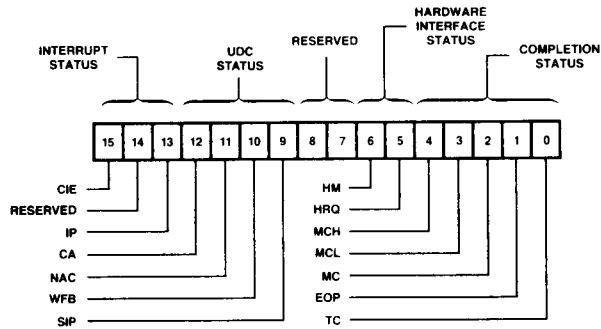 INTERRUPT
STATUS
UDC
STATUS
RESERVED
HARDWARE
INTERFACE
STATUS
COMPLETION
STATUS
15 14 13 12 11 10 9 8 7 6 5 4 3 2 1 0
CIE
RESERVED
IP
CA
NAC
WFB
SIP
HM
HRQ
MCH
MCL
MC
EOP
TC